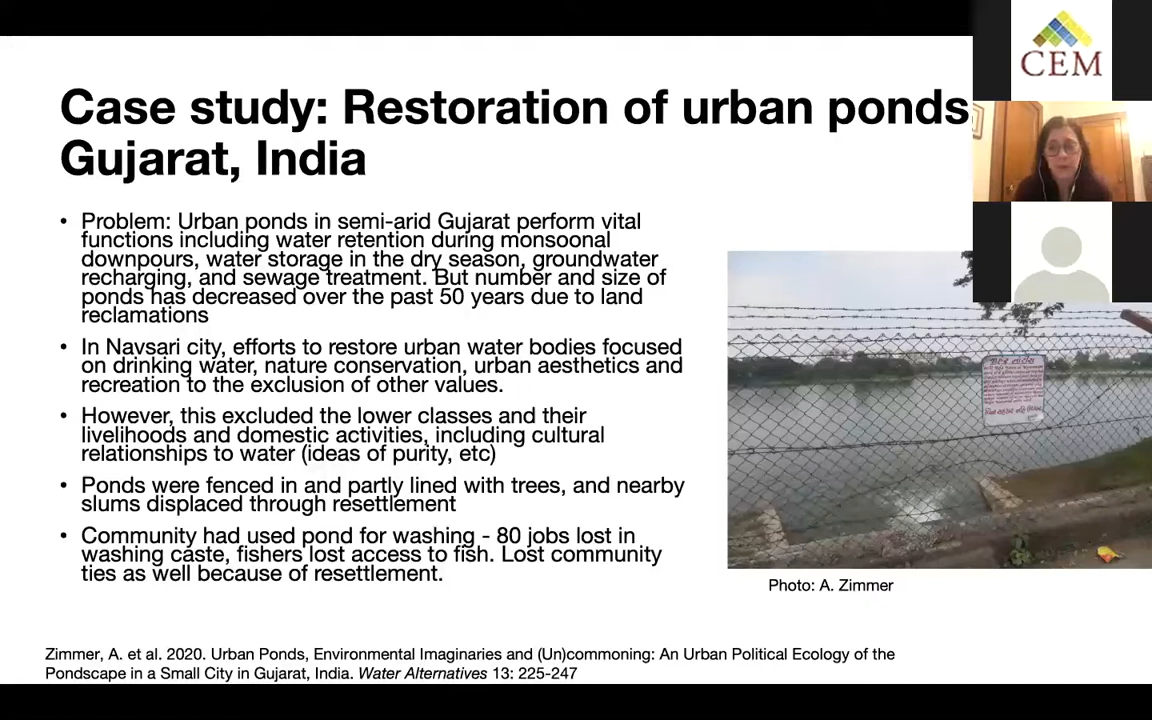 CEM
Case study: Restoration of urban ponds
Gujarat, India
• Problem: Urban ponds in semi-arid Gujarat perform vital
functions including water retention during monsoonal
downpours, water storage in the dry season, groundwater
recharging, and sewage treatment. But number and size of
ponds has decreased over the past 50 years due to land
reclamations
• In Navsari city, efforts to restore urban water bodies focused
on drinking water, nature conservation, urban aesthetics and
recreation to the exclusion of other values.
• However, this excluded the lower classes and their
livelihoods and domestic activities, including cultural
relationships to water (ideas of purity, etc)
• Ponds were fenced in and partly lined with trees, and nearby
slums displaced through resettlement
• Community had used pond for washing - 80 jobs lost in
washing caste, fishers lost access to fish. Lost community
ties as well because of resettlement.
Photo: A. Zimmer
Zimmer, A. et al. 2020. Urban Ponds, Environmental Imaginaries and (Un)commoning: An Urban Political Ecology of the
Pondscape in a Small City in Gujarat, India. Water Alternatives 13: 225-247